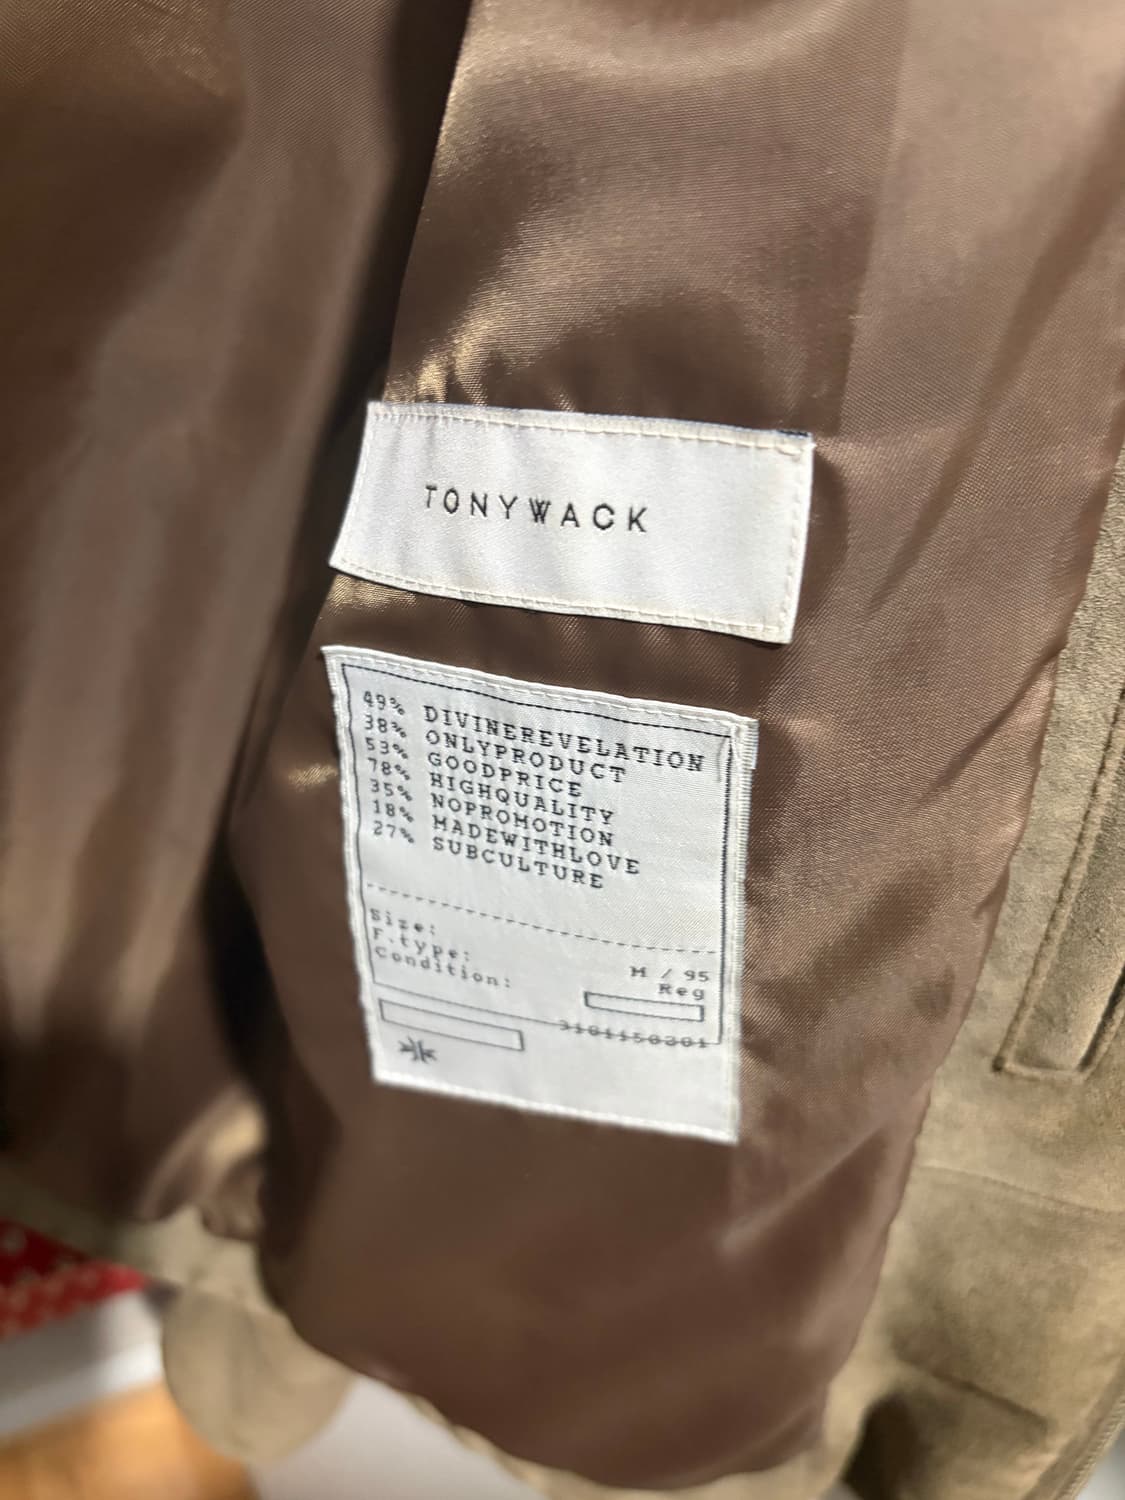 TONYWACK
49% DIVINEREVELATION
38% ONLYPRODUCT
53% GOODPRICE
78% HIGHQUALITY
35% NOPROMOTION
18% MADEWITHLOVE
27% SUBCULTURE
Size: M / 95
F.type: Reg
Condition: